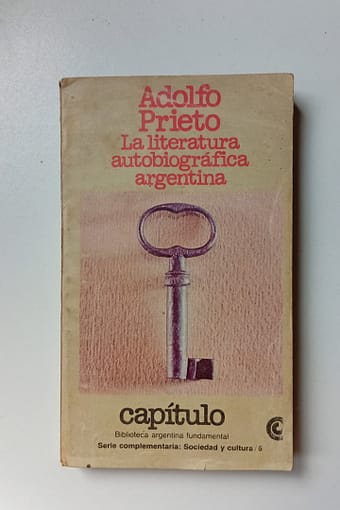 Adolfo
Prieto
La literatura
autobiográfica
argentina
capítulo
Biblioteca argentina fundamental
Serie complementaria: Sociedad y cultura / 5